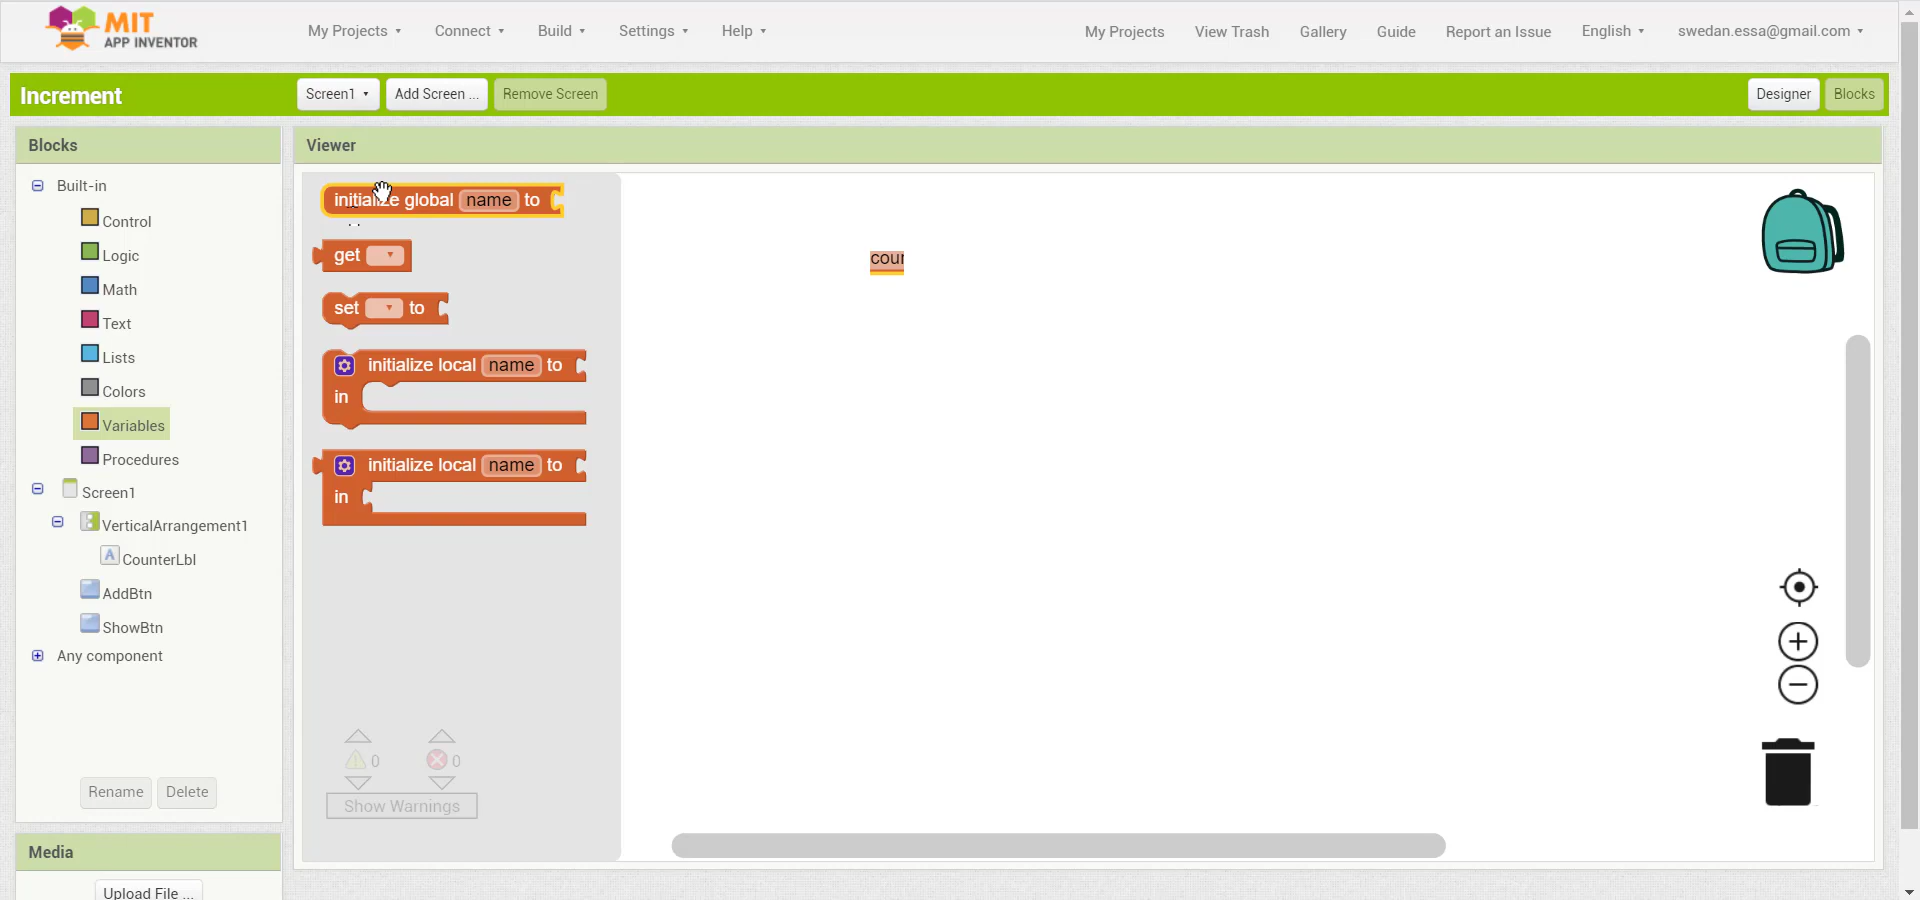 MIT
APP INVENTOR
My Projects
Connect
Build
Settings
Help
My Projects
View Trash
Gallery
Guide
Report an Issue
English
swedan.essa@gmail.com
Increment
Screen1
Add Screen ...
Remove Screen
Designer
Blocks
Blocks
Built-in
Control
Logic
Math
Text
Lists
Colors
Variables
Procedures
Screen1
VerticalArrangement1
A CounterLbl
AddBtn
ShowBtn
Any component
Rename
Delete
Media
Upload File ...
Viewer
initialize global name to
get
set to
initialize local name to
in
initialize local name to
in
0
0
Show Warnings